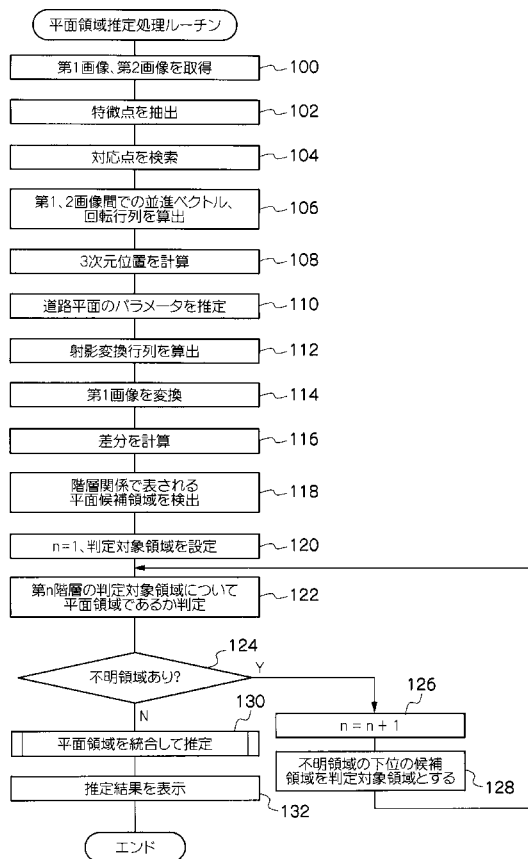 平面領域推定処理ルーチン
第1画像、第2画像を取得
100
特徴点を抽出
102
対応点を検索
104
第1、2画像間での並進ベクトル、
回転行列を算出
106
3次元位置を計算
108
道路平面のパラメータを推定
110
射影変換行列を算出
112
第1画像を変換
114
差分を計算
116
階層関係で表される
平面候補領域を検出
118
n=1、判定対象領域を設定
120
第n階層の判定対象領域について
平面領域であるか判定
122
124
不明領域あり?
Y
N
126
n=n+1
130
平面領域を統合して推定
不明領域の下位の候補
領域を判定対象領域とする
128
推定結果を表示
132
エンド